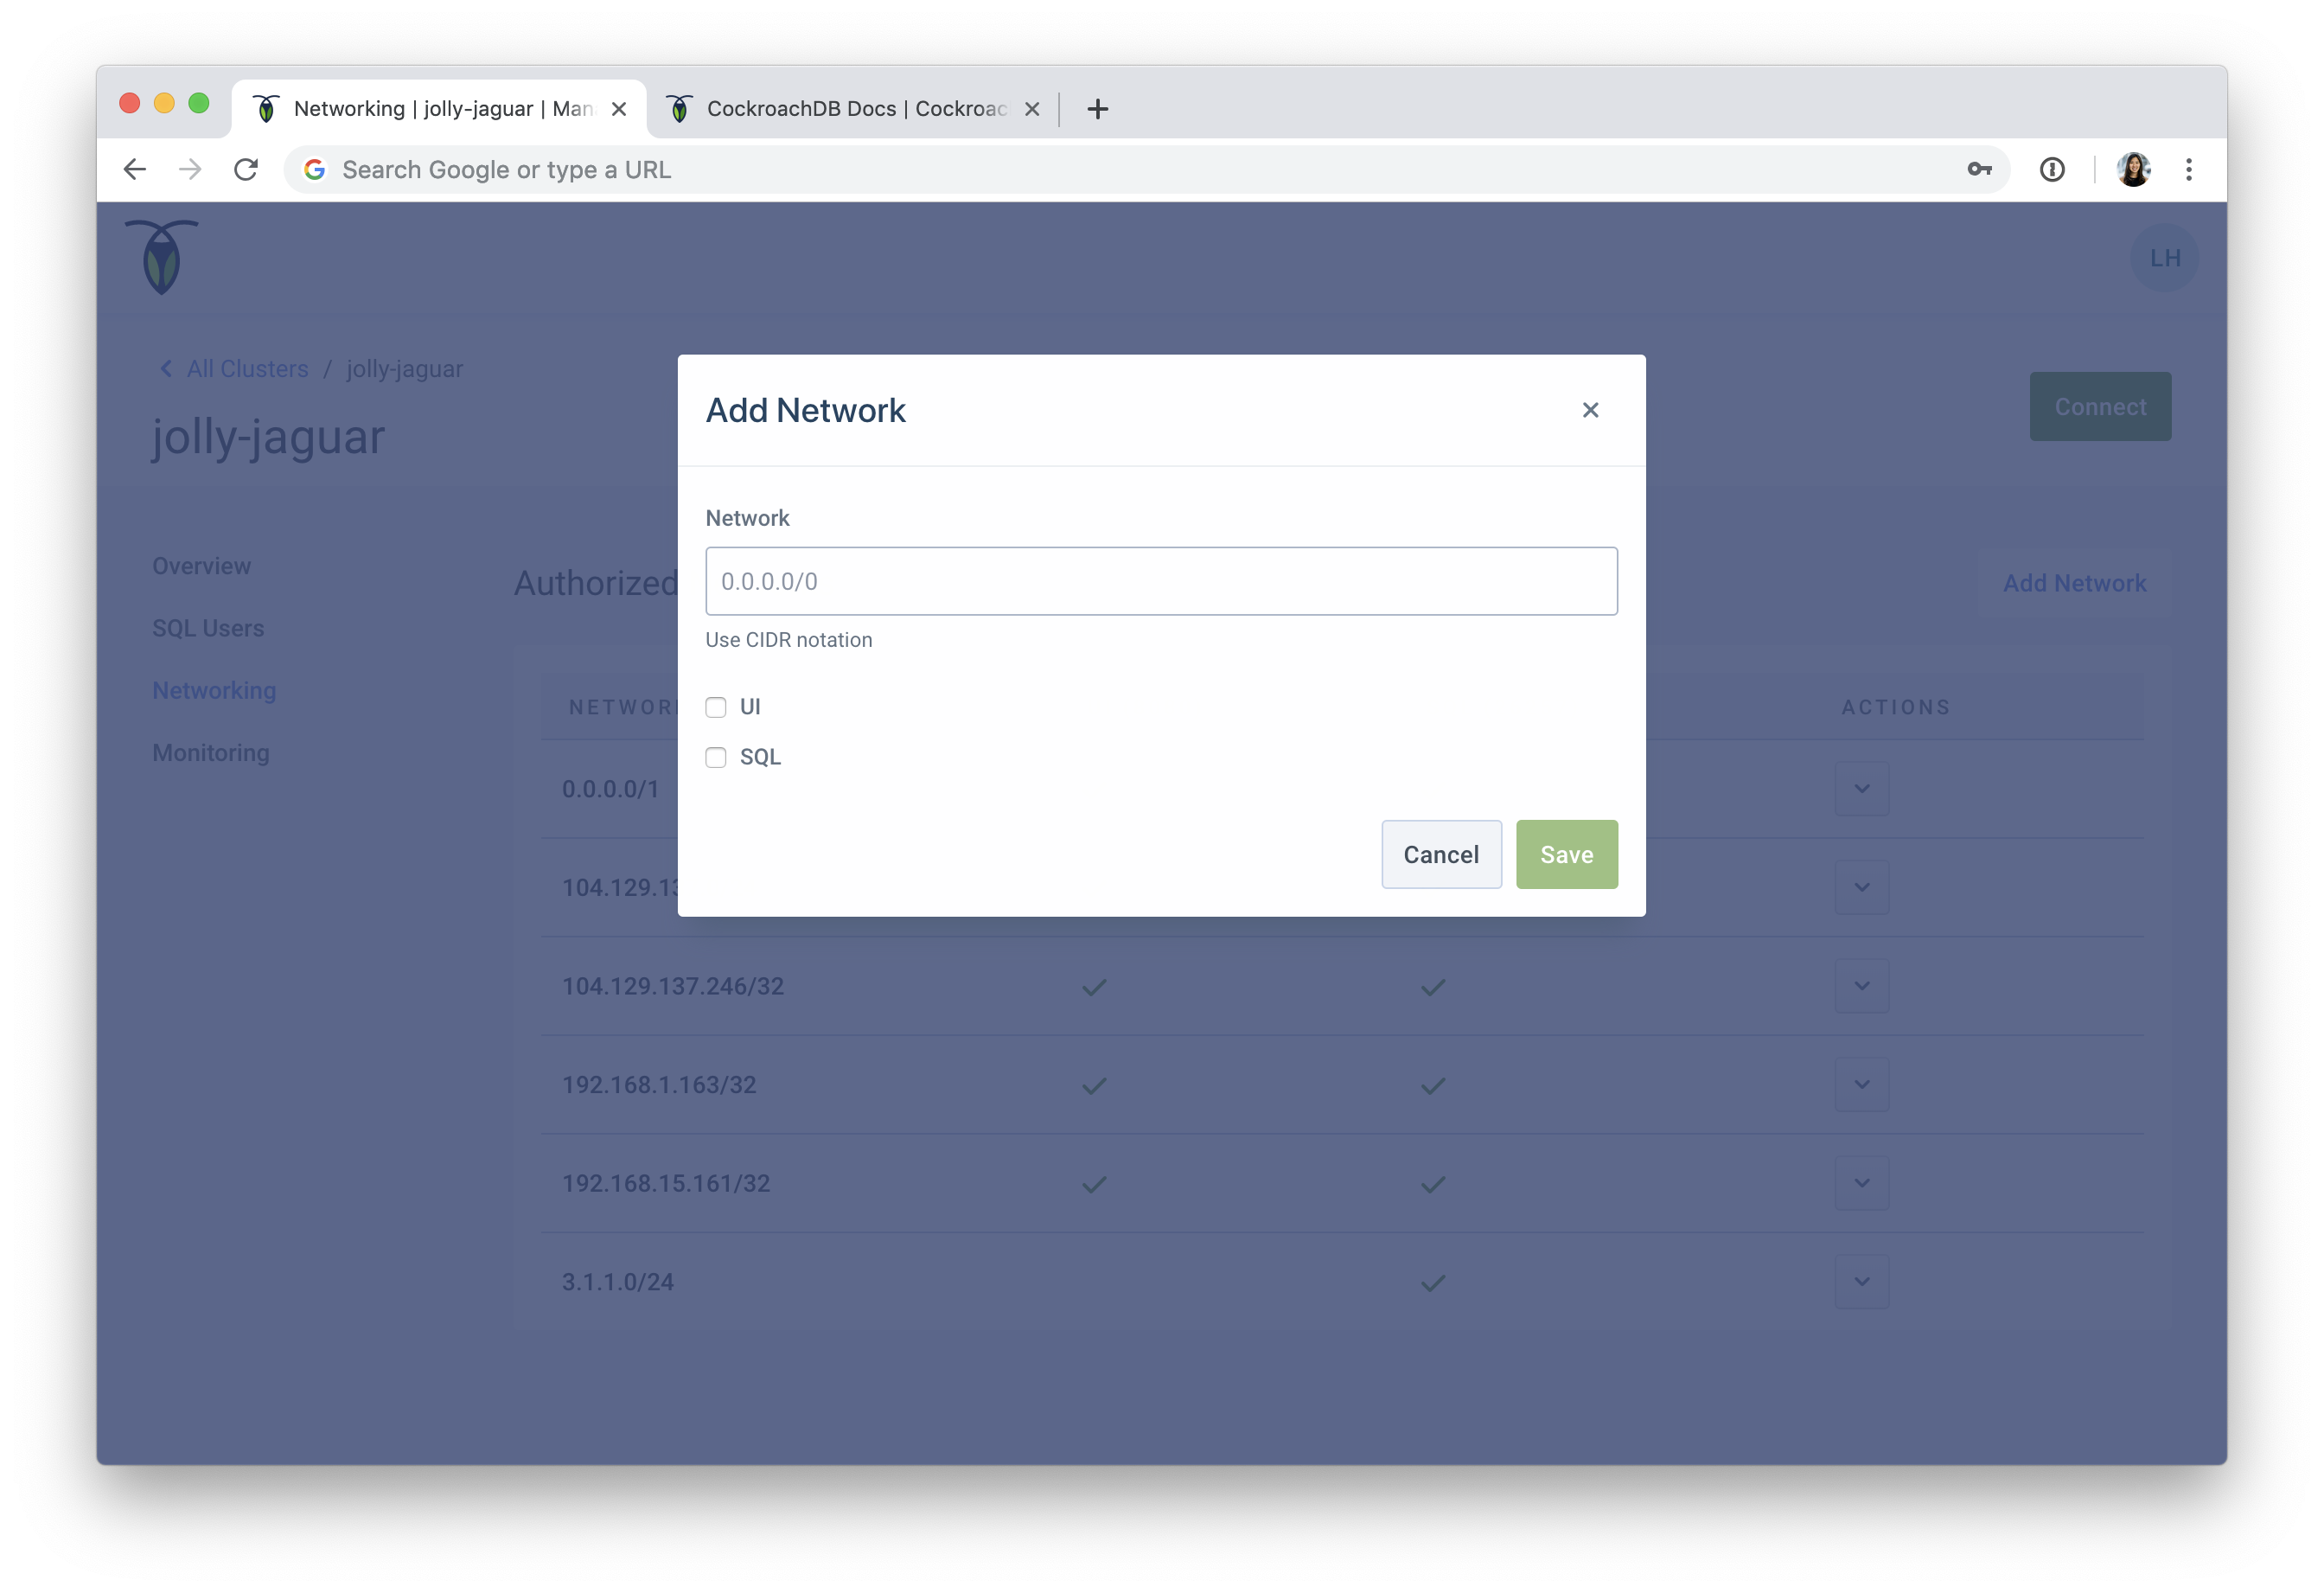 Networking | jolly-jaguar | Man
CockroachDB Docs | Cockroac
Search Google or type a URL
LH
All Clusters / jolly-jaguar
jolly-jaguar
Connect
Overview
SQL Users
Networking
Monitoring
Authorized
Add Network
Add Network
Network
0.0.0.0/0
Use CIDR notation
UI
SQL
Cancel
Save
NETWOR
ACTIONS
0.0.0.0/1
104.129.13
104.129.137.246/32
192.168.1.163/32
192.168.15.161/32
3.1.1.0/24